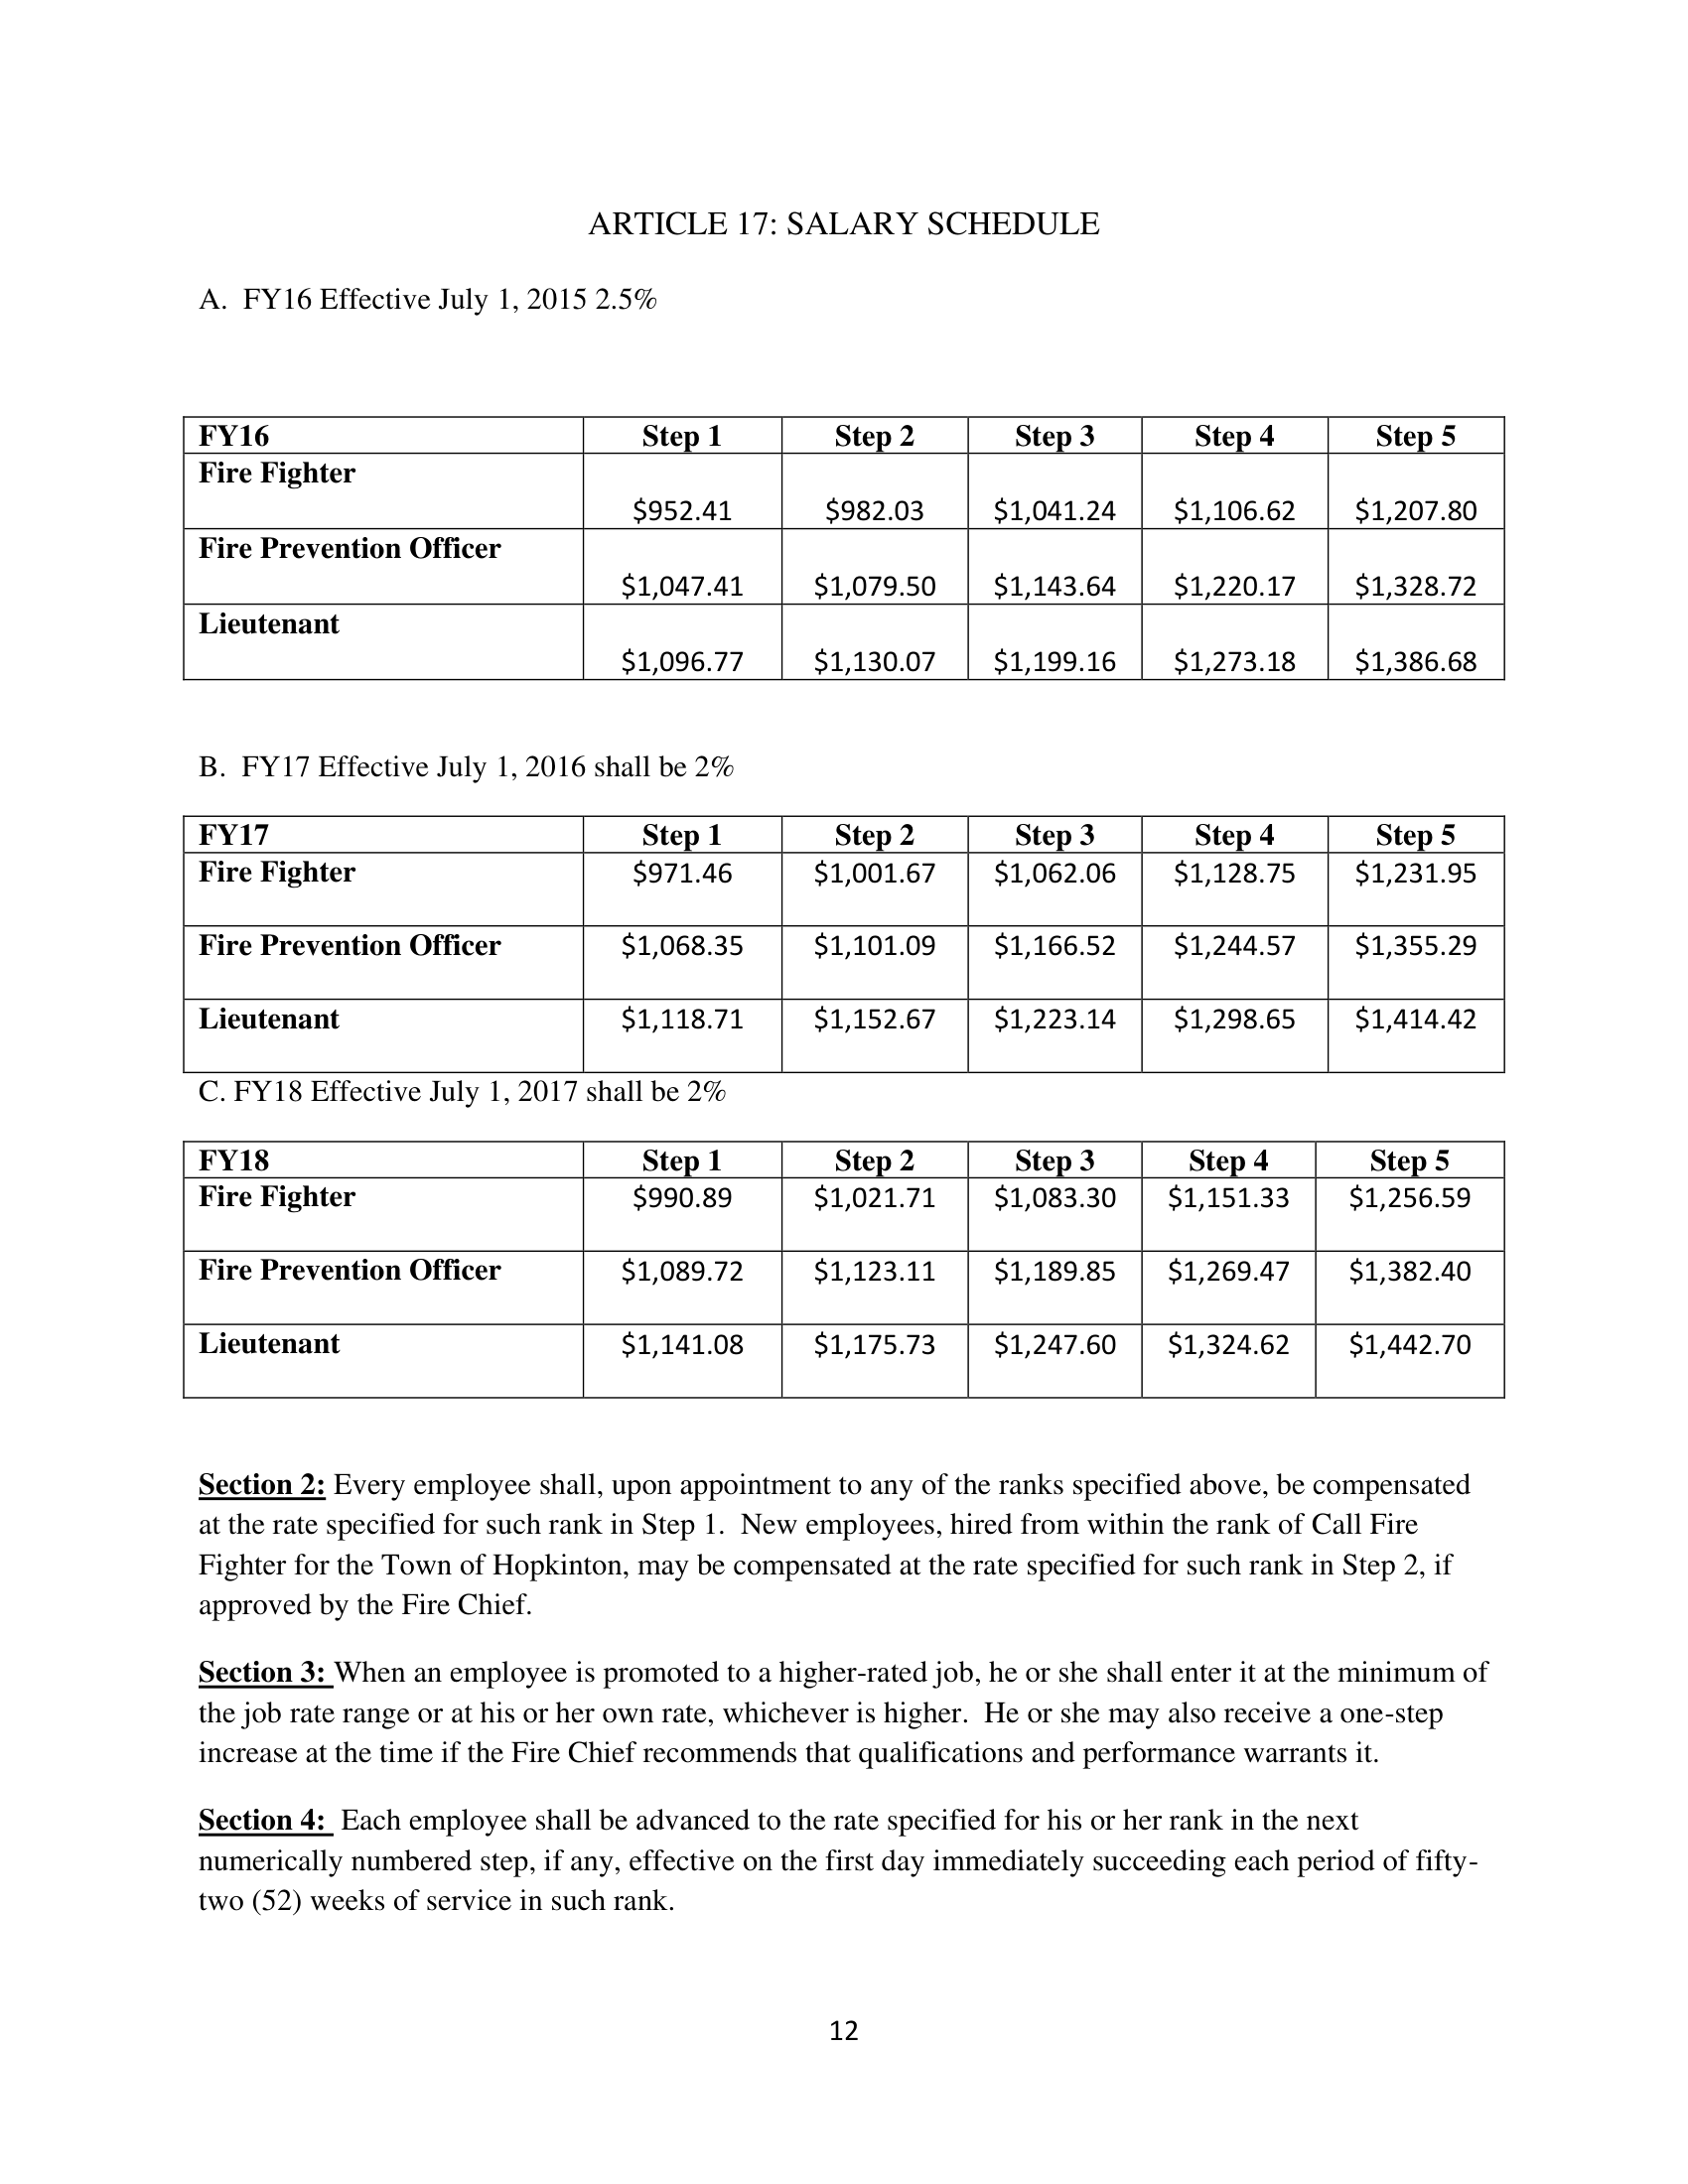 ARTICLE 17: SALARY SCHEDULE
A. FY16 Effective July 1, 2015 2.5%
FY16 Step 1 Step 2 Step 3 Step 4 Step 5
Fire Fighter
$952.41 $982.03 $1,041.24 $1,106.62 $1,207.80
Fire Prevention Officer
$1,047.41 $1,079.50 $1,143.64 $1,220.17 $1,328.72
Lieutenant
$1,096.77 $1,130.07 $1,199.16 $1,273.18 $1,386.68
B. FY17 Effective July 1, 2016 shall be 2%
FY17 Step 1 Step 2 Step 3 Step 4 Step 5
Fire Fighter $971.46 $1,001.67 $1,062.06 $1,128.75 $1,231.95
Fire Prevention Officer $1,068.35 $1,101.09 $1,166.52 $1,244.57 $1,355.29
Lieutenant $1,118.71 $1,152.67 $1,223.14 $1,298.65 $1,414.42
C. FY18 Effective July 1, 2017 shall be 2%
FY18 Step 1 Step 2 Step 3 Step 4 Step 5
Fire Fighter $990.89 $1,021.71 $1,083.30 $1,151.33 $1,256.59
Fire Prevention Officer $1,089.72 $1,123.11 $1,189.85 $1,269.47 $1,382.40
Lieutenant $1,141.08 $1,175.73 $1,247.60 $1,324.62 $1,442.70
Section 2: Every employee shall, upon appointment to any of the ranks specified above, be compensated
at the rate specified for such rank in Step 1. New employees, hired from within the rank of Call Fire
Fighter for the Town of Hopkinton, may be compensated at the rate specified for such rank in Step 2, if
approved by the Fire Chief.
Section 3: When an employee is promoted to a higher-rated job, he or she shall enter it at the minimum of
the job rate range or at his or her own rate, whichever is higher. He or she may also receive a one-step
increase at the time if the Fire Chief recommends that qualifications and performance warrants it.
Section 4: Each employee shall be advanced to the rate specified for his or her rank in the next
numerically numbered step, if any, effective on the first day immediately succeeding each period of fifty-
two (52) weeks of service in such rank.
12